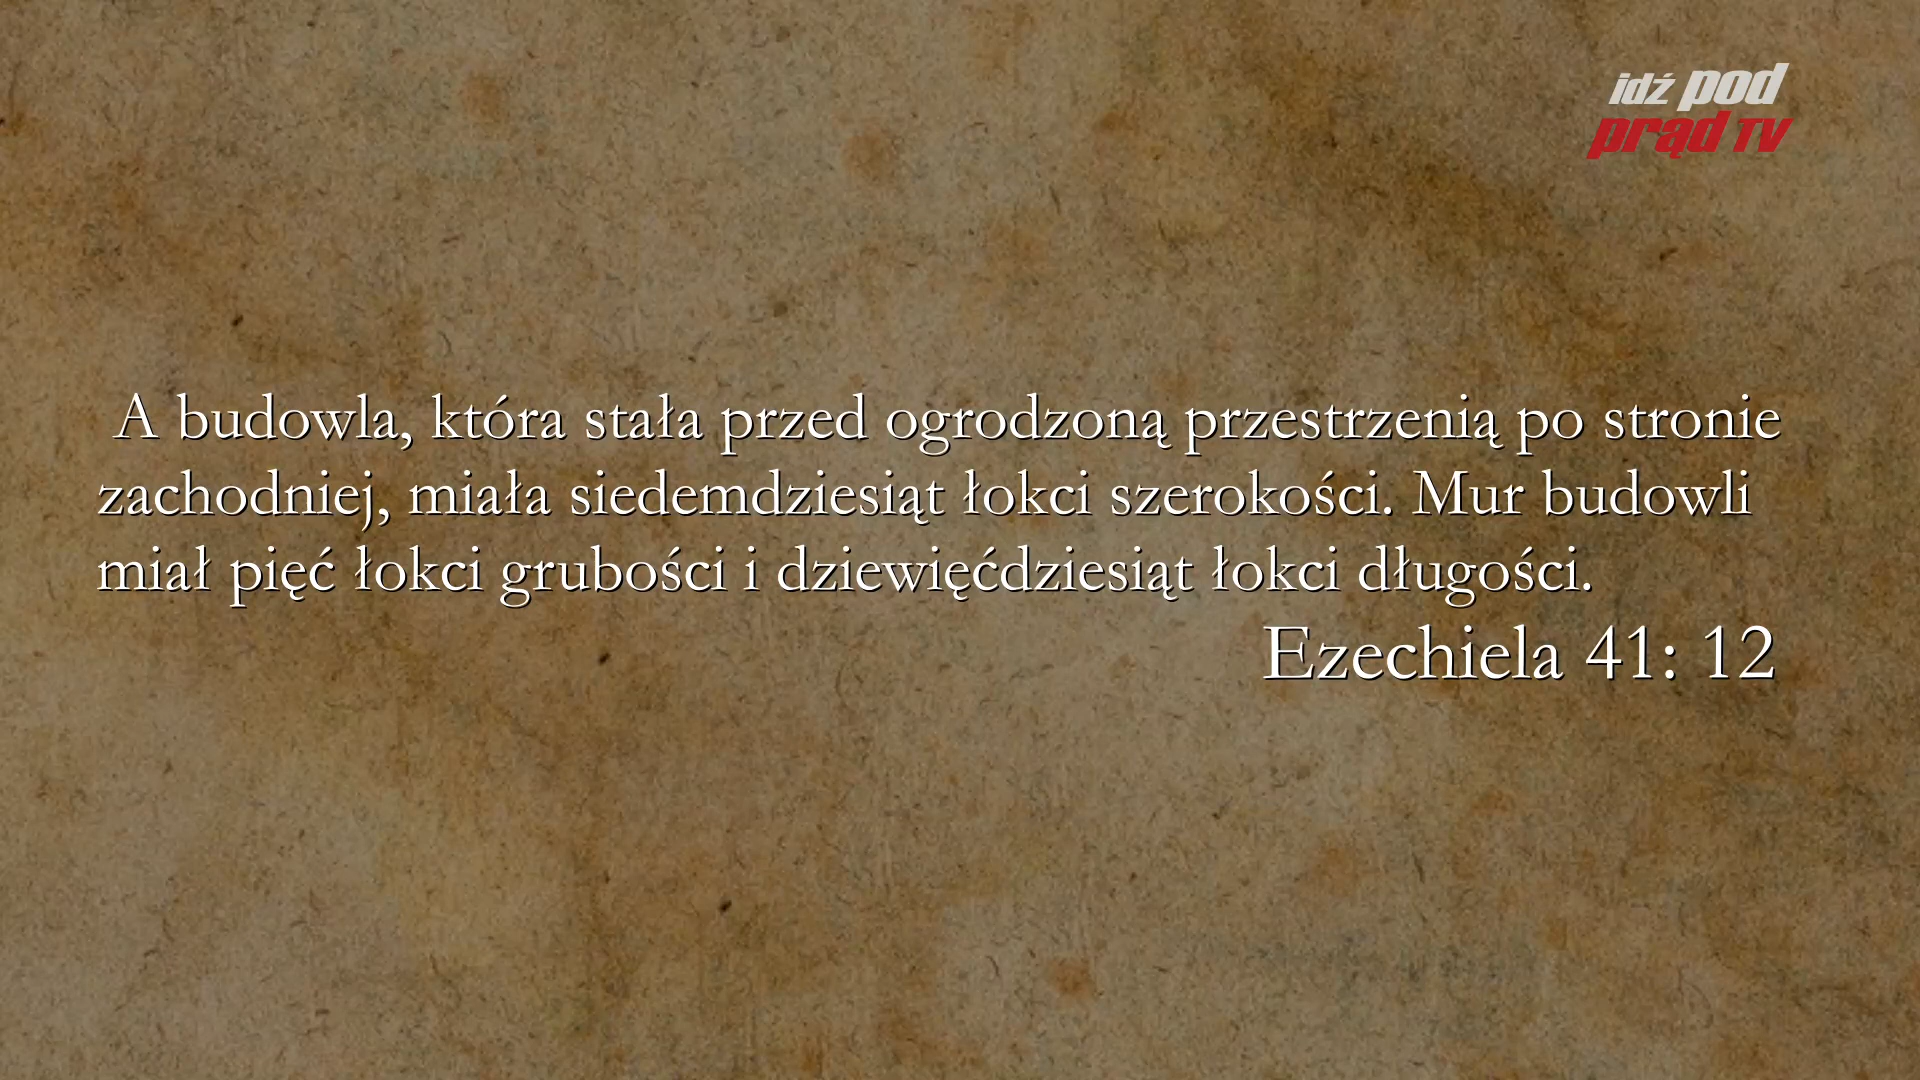 idź pod
prąd TV
A budowla, która stała przed ogrodzoną przestrzenią po stronie
zachodniej, miała siedemdziesiąt łokci szerokości. Mur budowli
miał pięć łokci grubości i dziewięćdziesiąt łokci długości.
Ezechiela 41: 12